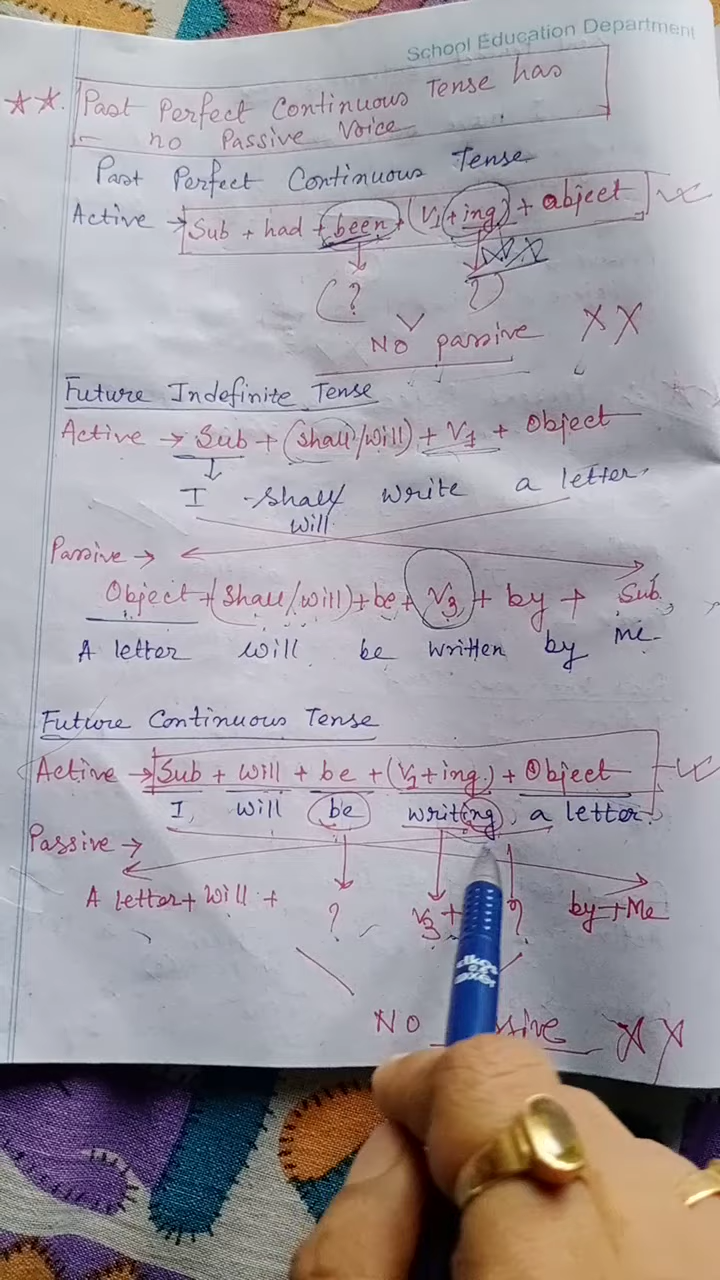 School Education Department
★★. Past Perfect Continuous Tense has
no Passive Voice
Past Perfect Continuous Tense
Active → Sub + had + been + (V1 + ing) + object
(? ?)
No passive XX
Future Indefinite Tense
Active → Sub + (shall/will) + V1 + Object
I shall write a letter.
will
Passive →
Object + (shall/will) + be + V3 + by + Sub.
A letter will be written by me.
Future Continuous Tense
Active → Sub + will + be + (V1 + ing) + Object
I, will be writing, a letter.
Passive →
A letter + will + ? V3 + ? by + Me
No XX